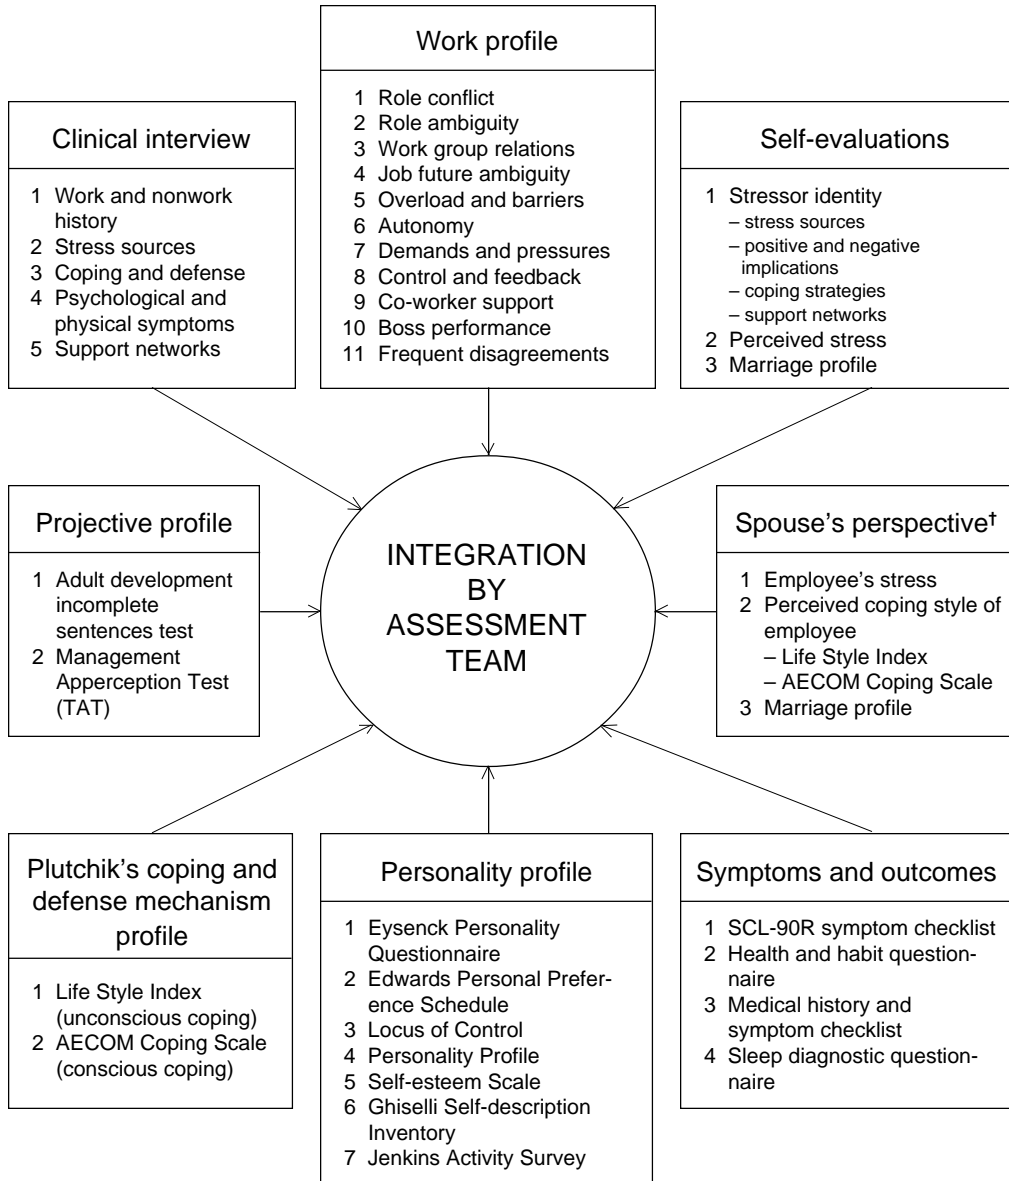 Work profile
1 Role conflict
2 Role ambiguity
3 Work group relations
4 Job future ambiguity
5 Overload and barriers
6 Autonomy
7 Demands and pressures
8 Control and feedback
9 Co-worker support
10 Boss performance
11 Frequent disagreements
Clinical interview
1 Work and nonwork
history
2 Stress sources
3 Coping and defense
4 Psychological and
physical symptoms
5 Support networks
Self-evaluations
1 Stressor identity
– stress sources
– positive and negative
implications
– coping strategies
– support networks
2 Perceived stress
3 Marriage profile
Projective profile
1 Adult development
incomplete
sentences test
2 Management
Apperception Test
(TAT)
INTEGRATION
BY
ASSESSMENT
TEAM
Spouse’s perspective†
1 Employee’s stress
2 Perceived coping style of
employee
– Life Style Index
– AECOM Coping Scale
3 Marriage profile
Plutchik’s coping and
defense mechanism
profile
1 Life Style Index
(unconscious coping)
2 AECOM Coping Scale
(conscious coping)
Personality profile
1 Eysenck Personality
Questionnaire
2 Edwards Personal Prefer-
ence Schedule
3 Locus of Control
4 Personality Profile
5 Self-esteem Scale
6 Ghiselli Self-description
Inventory
7 Jenkins Activity Survey
Symptoms and outcomes
1 SCL-90R symptom checklist
2 Health and habit question-
naire
3 Medical history and
symptom checklist
4 Sleep diagnostic question-
naire